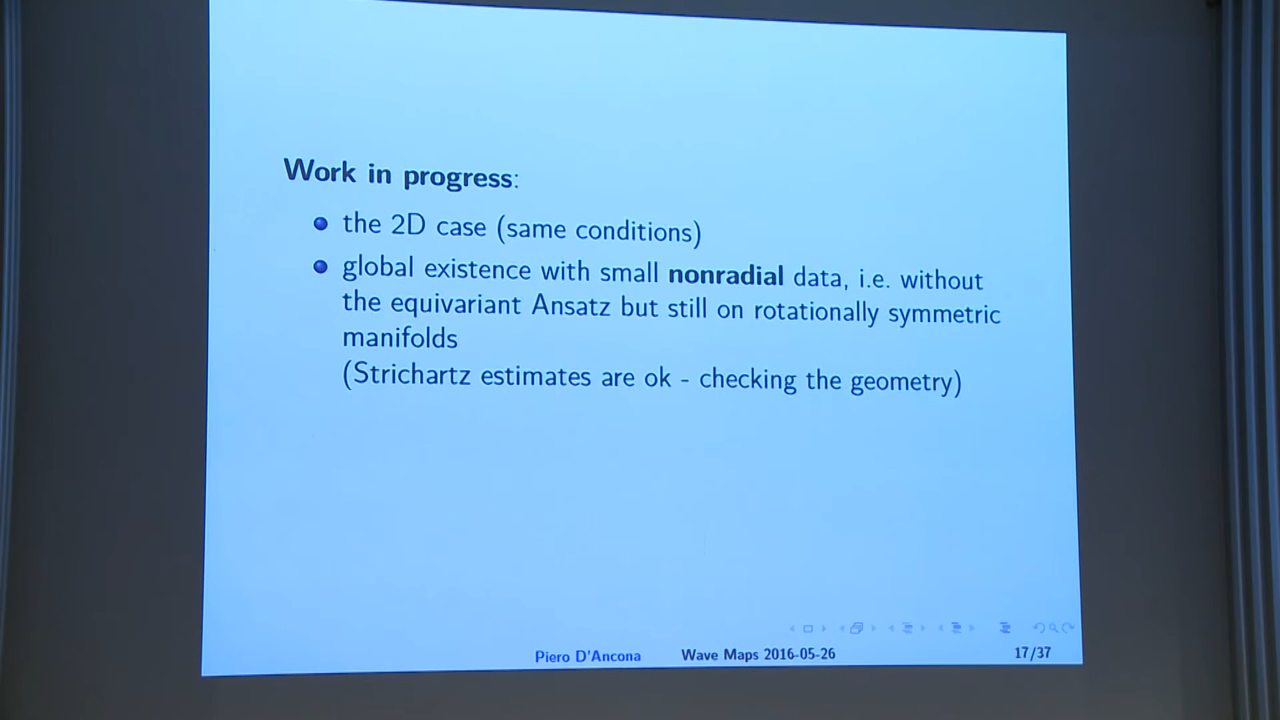 Work in progress:
the 2D case (same conditions)
global existence with small nonradial data, i.e. without
the equivariant Ansatz but still on rotationally symmetric
manifolds
(Strichartz estimates are ok - checking the geometry)
Piero D'Ancona Wave Maps 2016-05-26 17/37